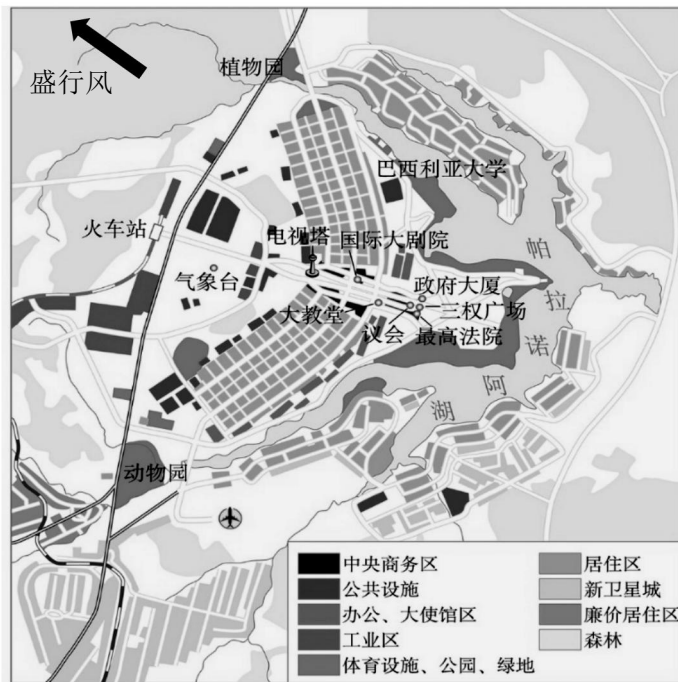 盛行风
植物园
巴西利亚大学
火车站
电视塔
国际大剧院
帕
气象台
政府大厦
拉
大教堂
三权广场
议会
最高法院
诺
阿
湖
动物园
中央商务区
居住区
公共设施
新卫星城
办公、大使馆区
廉价居住区
工业区
森林
体育设施、公园、绿地